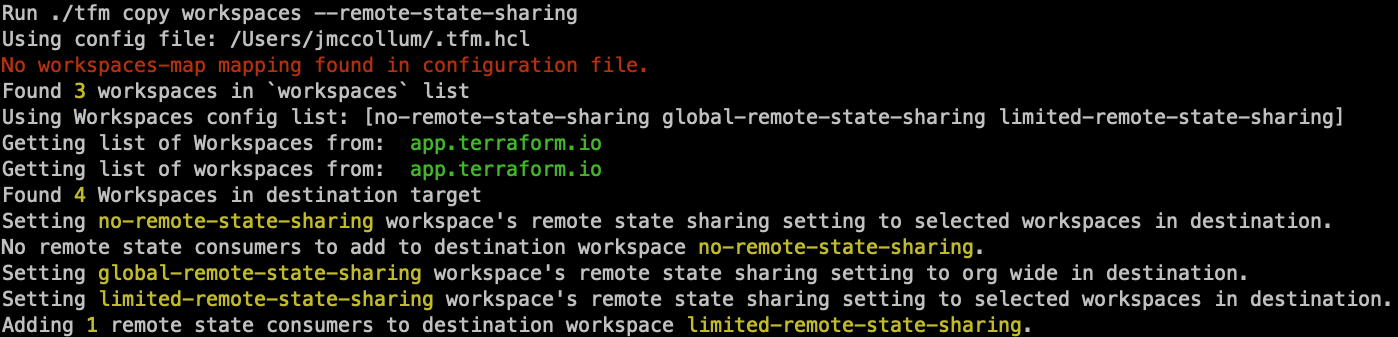 Run ./tfm copy workspaces --remote-state-sharing
Using config file: /Users/jmccollum/.tfm.hcl
No workspaces-map mapping found in configuration file.
Found 3 workspaces in `workspaces` list
Using Workspaces config list: [no-remote-state-sharing global-remote-state-sharing limited-remote-state-sharing]
Getting list of Workspaces from:  app.terraform.io
Getting list of workspaces from:  app.terraform.io
Found 4 Workspaces in destination target
Setting no-remote-state-sharing workspace's remote state sharing setting to selected workspaces in destination.
No remote state consumers to add to destination workspace no-remote-state-sharing.
Setting global-remote-state-sharing workspace's remote state sharing setting to org wide in destination.
Setting limited-remote-state-sharing workspace's remote state sharing setting to selected workspaces in destination.
Adding 1 remote state consumers to destination workspace limited-remote-state-sharing.